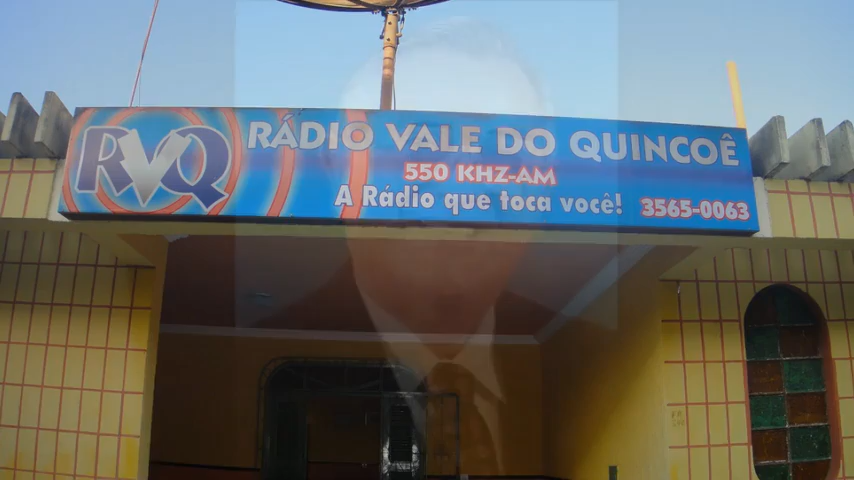 RVQ
RÁDIO VALE DO QUINCOÊ
550 KHZ-AM
A Rádio que toca você!
3565-0063